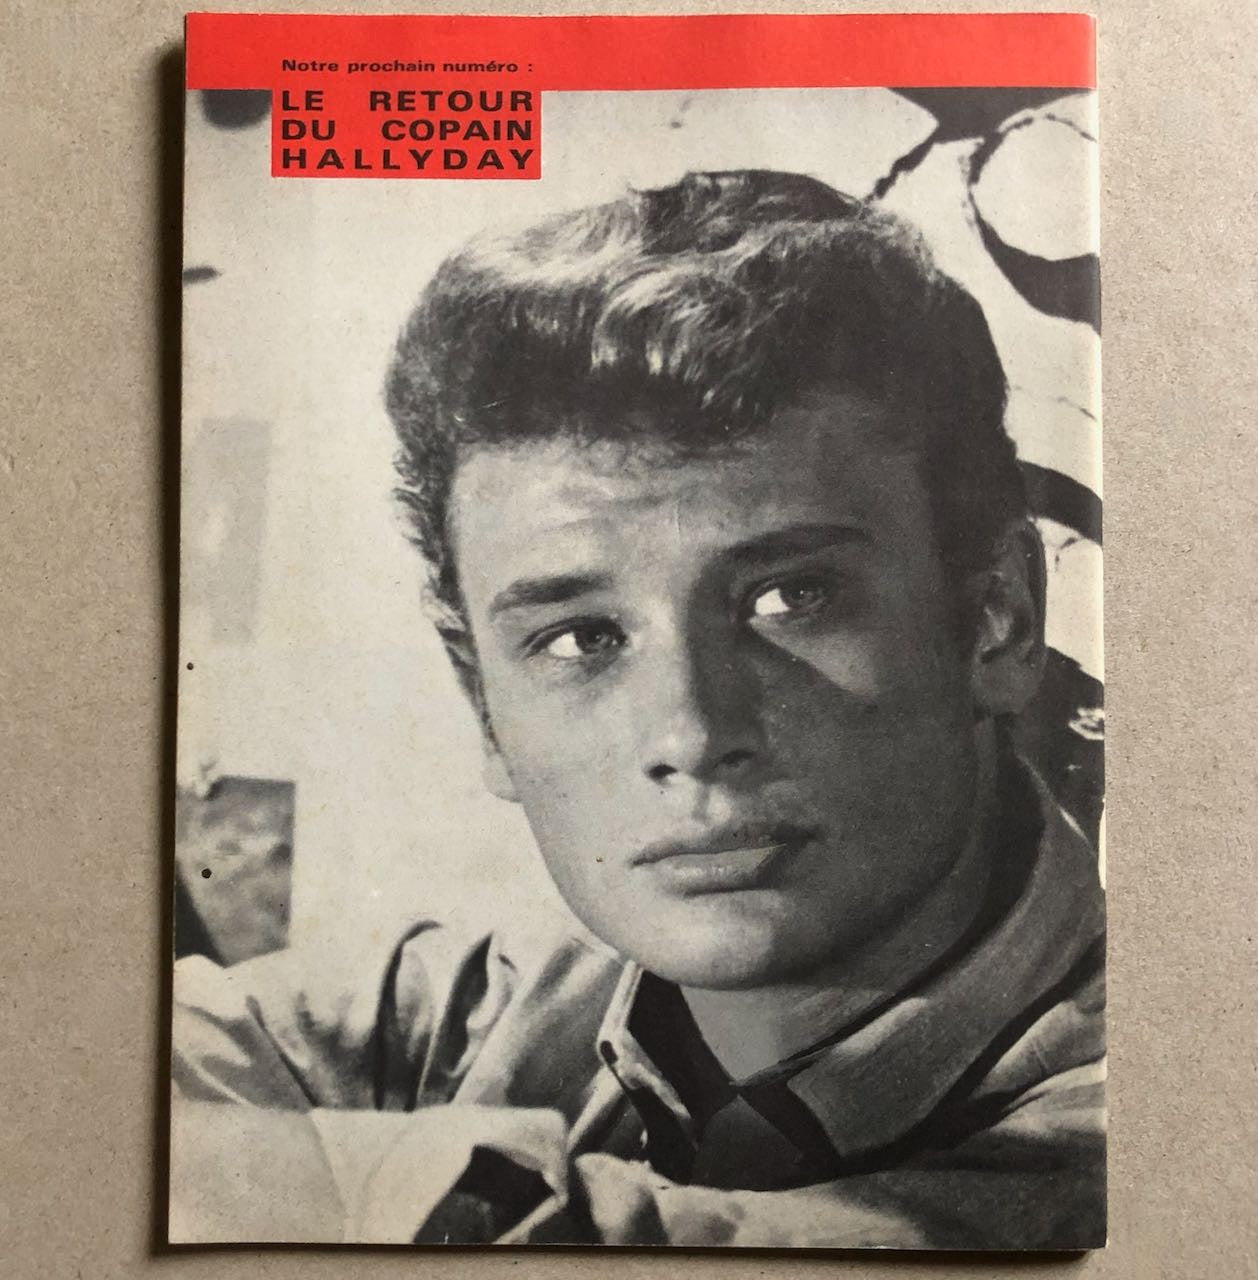 Notre prochain numéro :
LE RETOUR
DU COPAIN
HALLYDAY